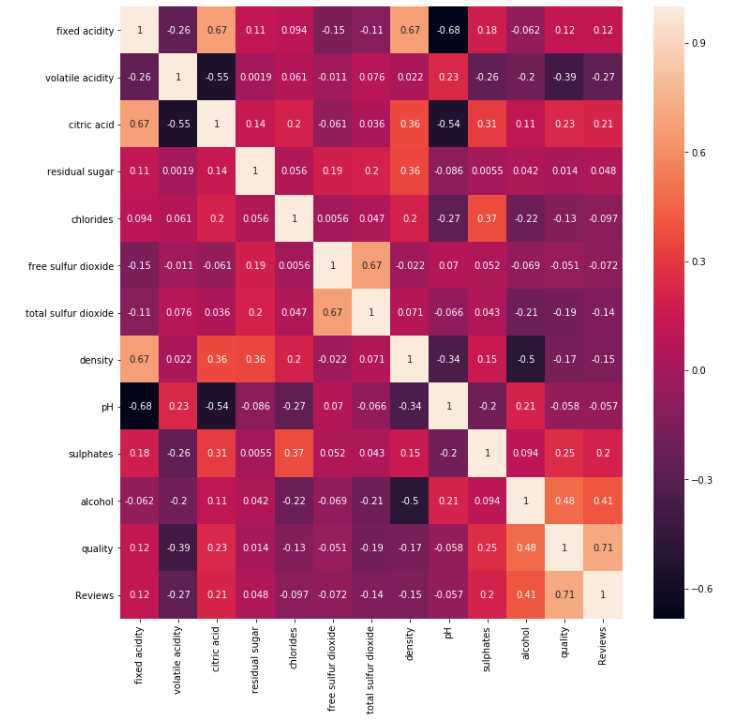 fixed acidity 1 -0.26 0.67 0.11 0.094 -0.15 -0.11 0.67 -0.68 0.18 -0.062 0.12 0.12
volatile acidity -0.26 1 -0.55 0.0019 0.061 -0.011 0.076 0.022 0.23 -0.26 -0.2 -0.39 -0.27
citric acid 0.67 -0.55 1 0.14 0.2 -0.061 0.036 0.36 -0.54 0.31 0.11 0.23 0.21
residual sugar 0.11 0.0019 0.14 1 0.056 0.19 0.2 0.36 -0.086 0.0055 0.042 0.014 0.048
chlorides 0.094 0.061 0.2 0.056 1 0.0056 0.047 0.2 -0.27 0.37 -0.22 -0.13 -0.097
free sulfur dioxide -0.15 -0.011 -0.061 0.19 0.0056 1 0.67 -0.022 0.07 0.052 -0.069 -0.051 -0.072
total sulfur dioxide -0.11 0.076 0.036 0.2 0.047 0.67 1 0.071 -0.066 0.043 -0.21 -0.19 -0.14
density 0.67 0.022 0.36 0.36 0.2 -0.022 0.071 1 -0.34 0.15 -0.5 -0.17 -0.15
pH -0.68 0.23 -0.54 -0.086 -0.27 0.07 -0.066 -0.34 1 -0.2 0.21 -0.058 -0.057
sulphates 0.18 -0.26 0.31 0.0055 0.37 0.052 0.043 0.15 -0.2 1 0.094 0.25 0.2
alcohol -0.062 -0.2 0.11 0.042 -0.22 -0.069 -0.21 -0.5 0.21 0.094 1 0.48 0.41
quality 0.12 -0.39 0.23 0.014 -0.13 -0.051 -0.19 -0.17 -0.058 0.25 0.48 1 0.71
Reviews 0.12 -0.27 0.21 0.048 -0.097 -0.072 -0.14 -0.15 -0.057 0.2 0.41 0.71 1
fixed acidity
volatile acidity
citric acid
residual sugar
chlorides
free sulfur dioxide
total sulfur dioxide
density
pH
sulphates
alcohol
quality
Reviews
0.9
0.6
0.3
0.0
-0.3
-0.6